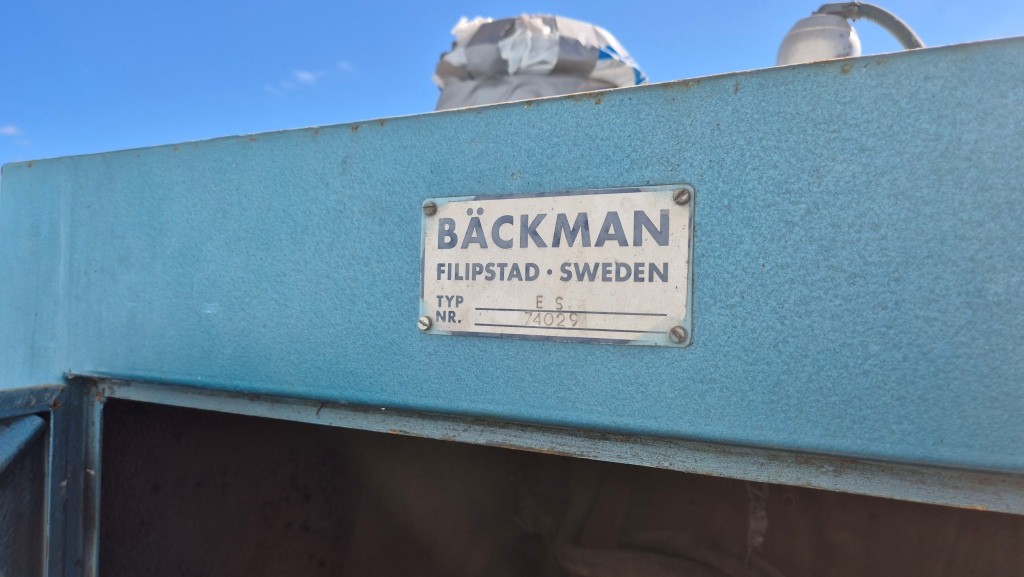 BÄCKMAN
FILIPSTAD · SWEDEN
TYP E S
NR. 74029